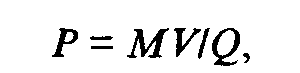 P = MV/Q,